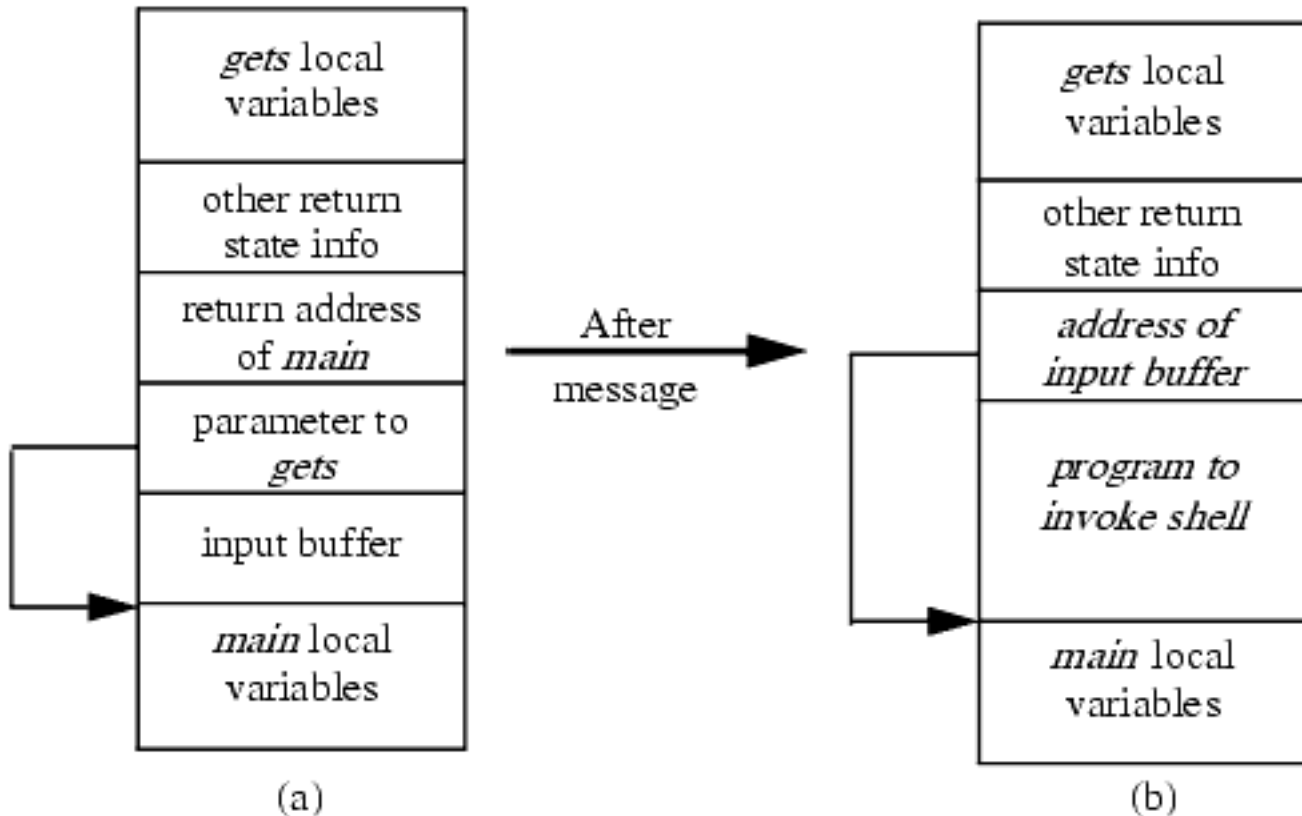 gets local
variables
other return
state info
return address
of main
parameter to
gets
input buffer
main local
variables
(a)
After
message
gets local
variables
other return
state info
address of
input buffer
program to
invoke shell
main local
variables
(b)